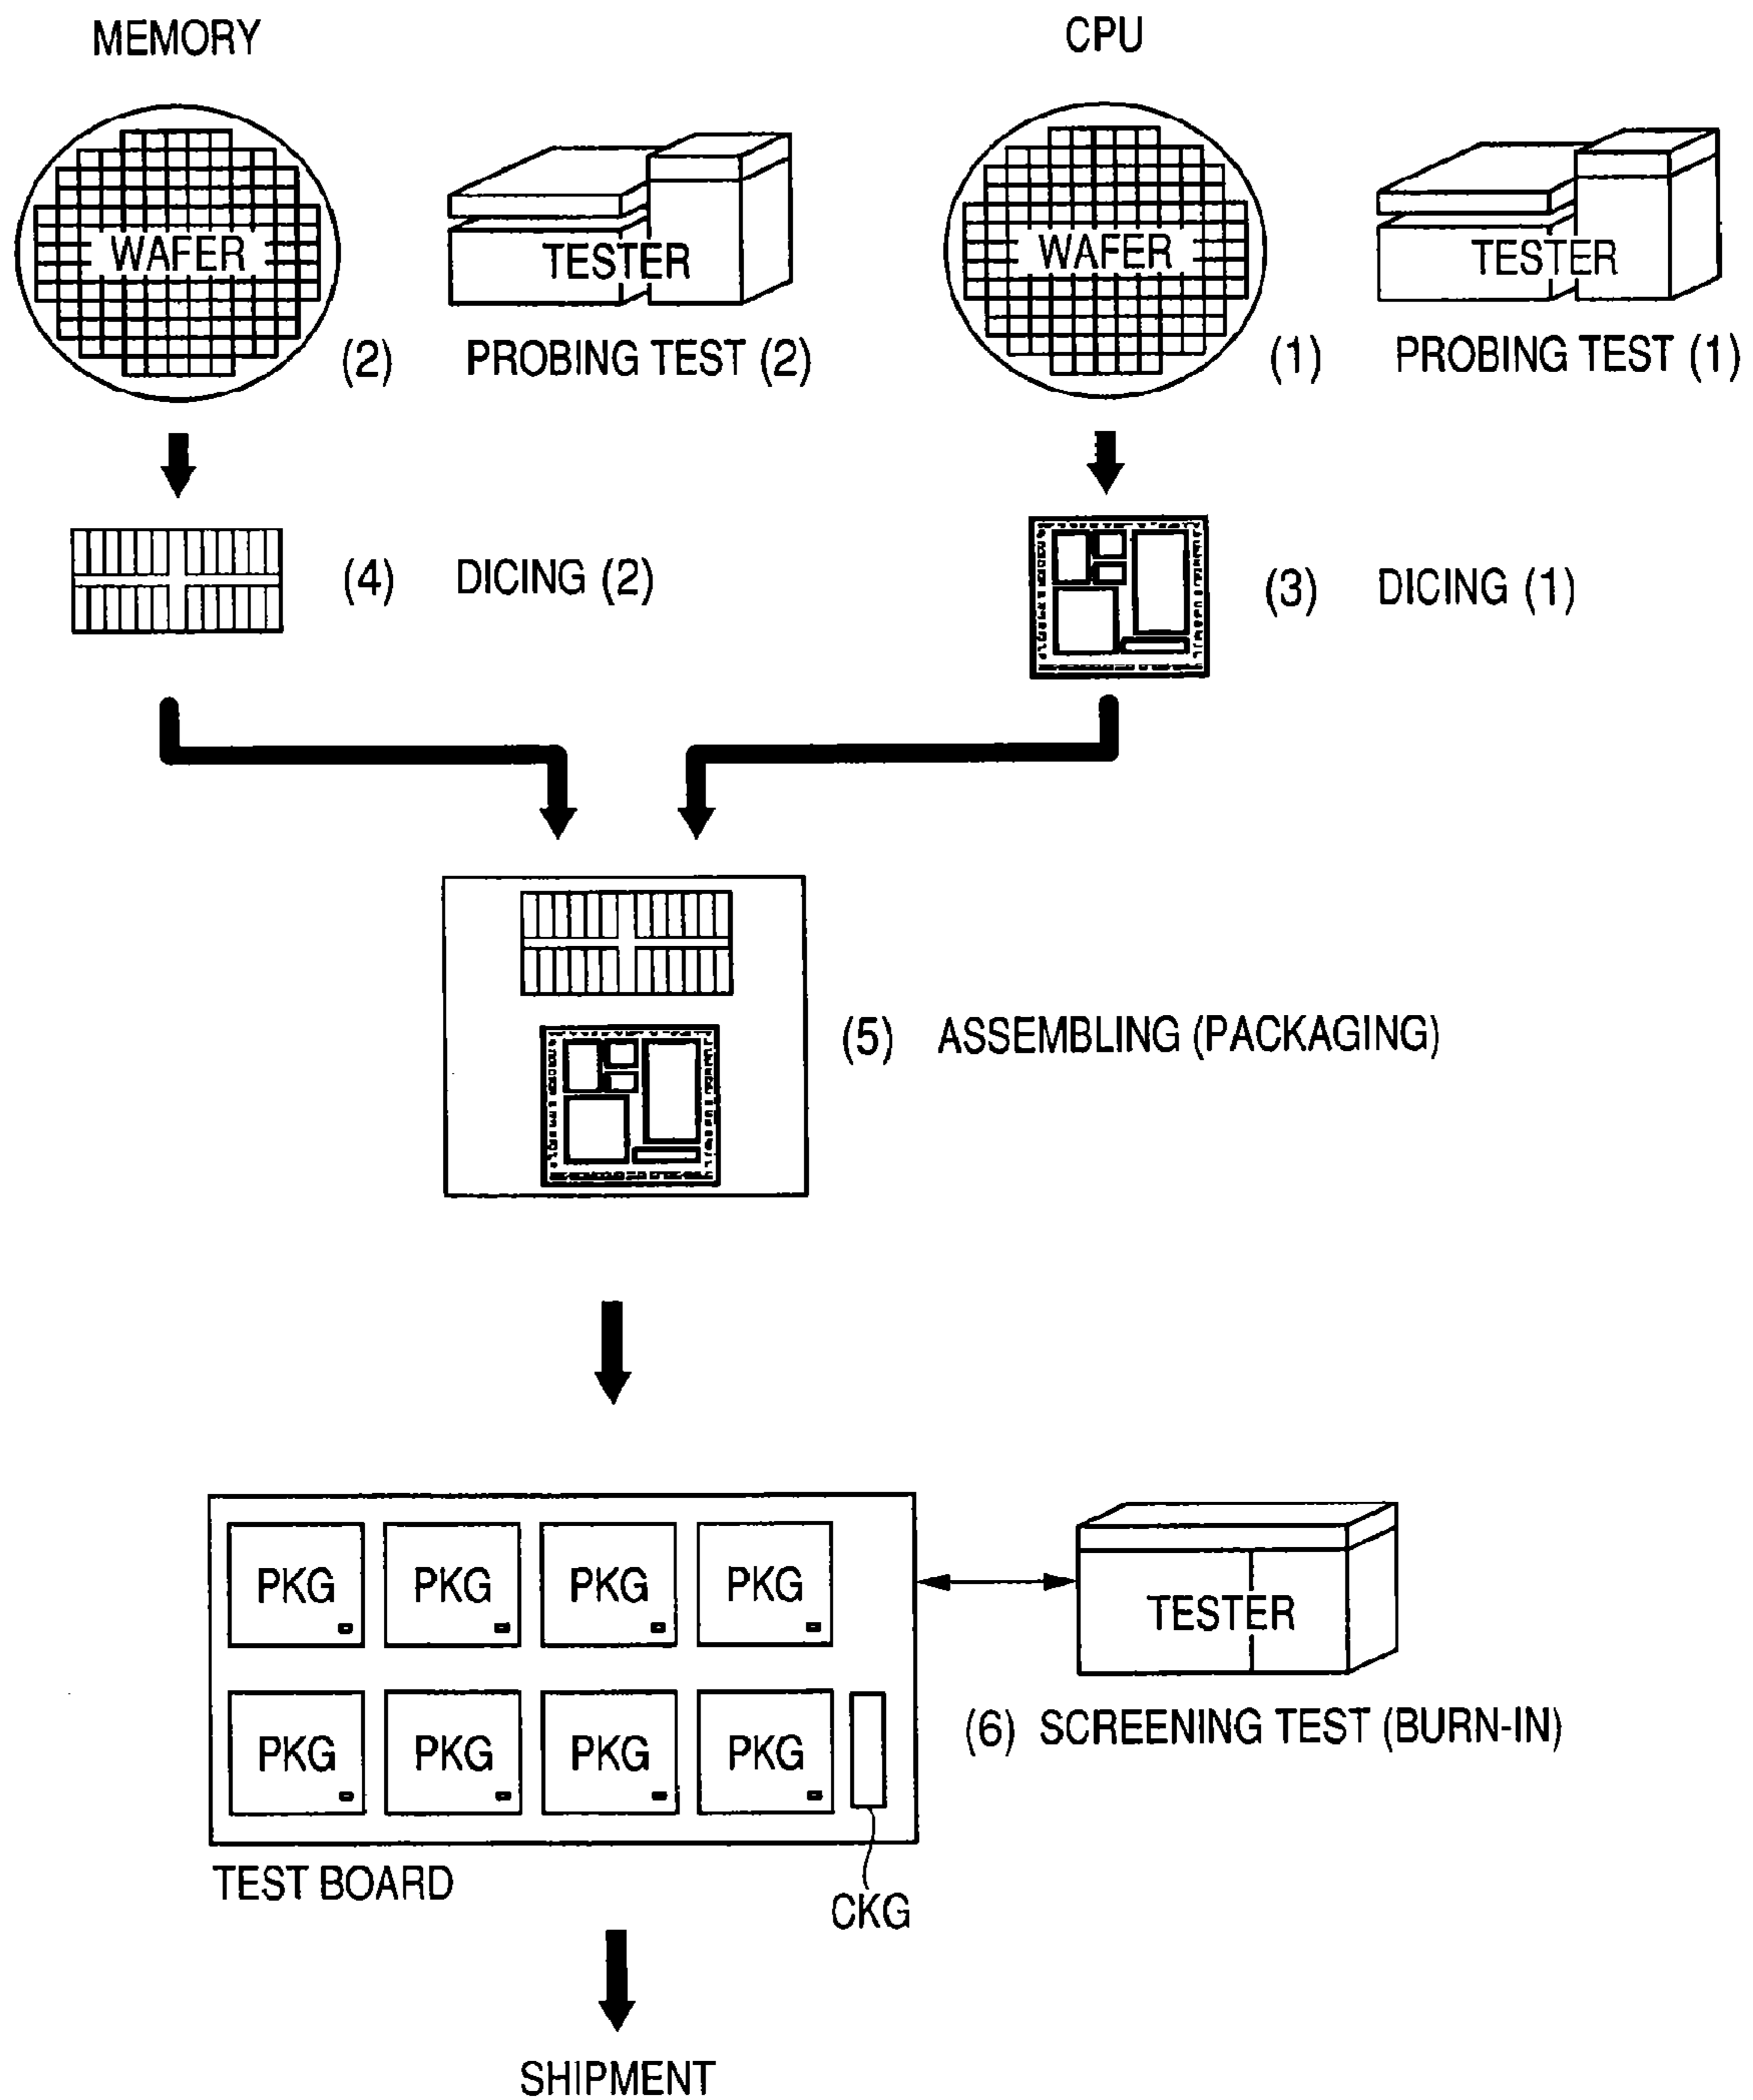 MEMORY
CPU
WAFER
TESTER
WAFER
TESTER
(2) PROBING TEST (2)
(1) PROBING TEST (1)
(4) DICING (2)
(3) DICING (1)
(5) ASSEMBLING (PACKAGING)
PKG PKG PKG PKG
TESTER
(6) SCREENING TEST (BURN-IN)
PKG PKG PKG PKG
TEST BOARD
CKG
SHIPMENT